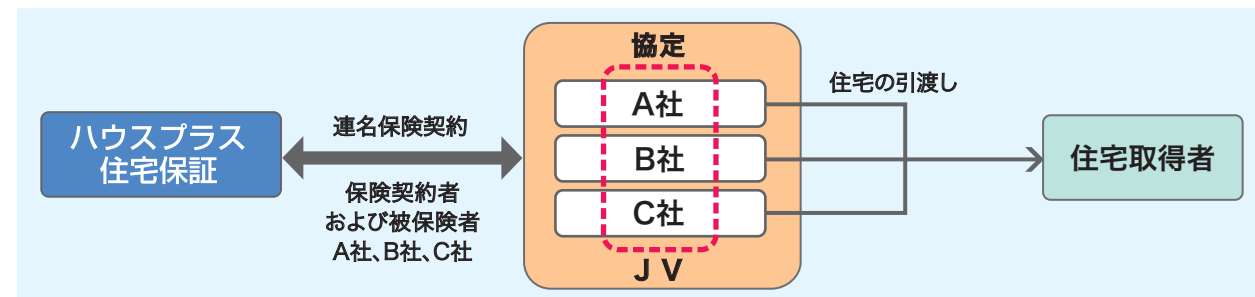 ハウスプラス
住宅保証
連名保険契約
保険契約者
および被保険者
A社、B社、C社
協定
A社
B社
C社
JV
住宅の引渡し
住宅取得者